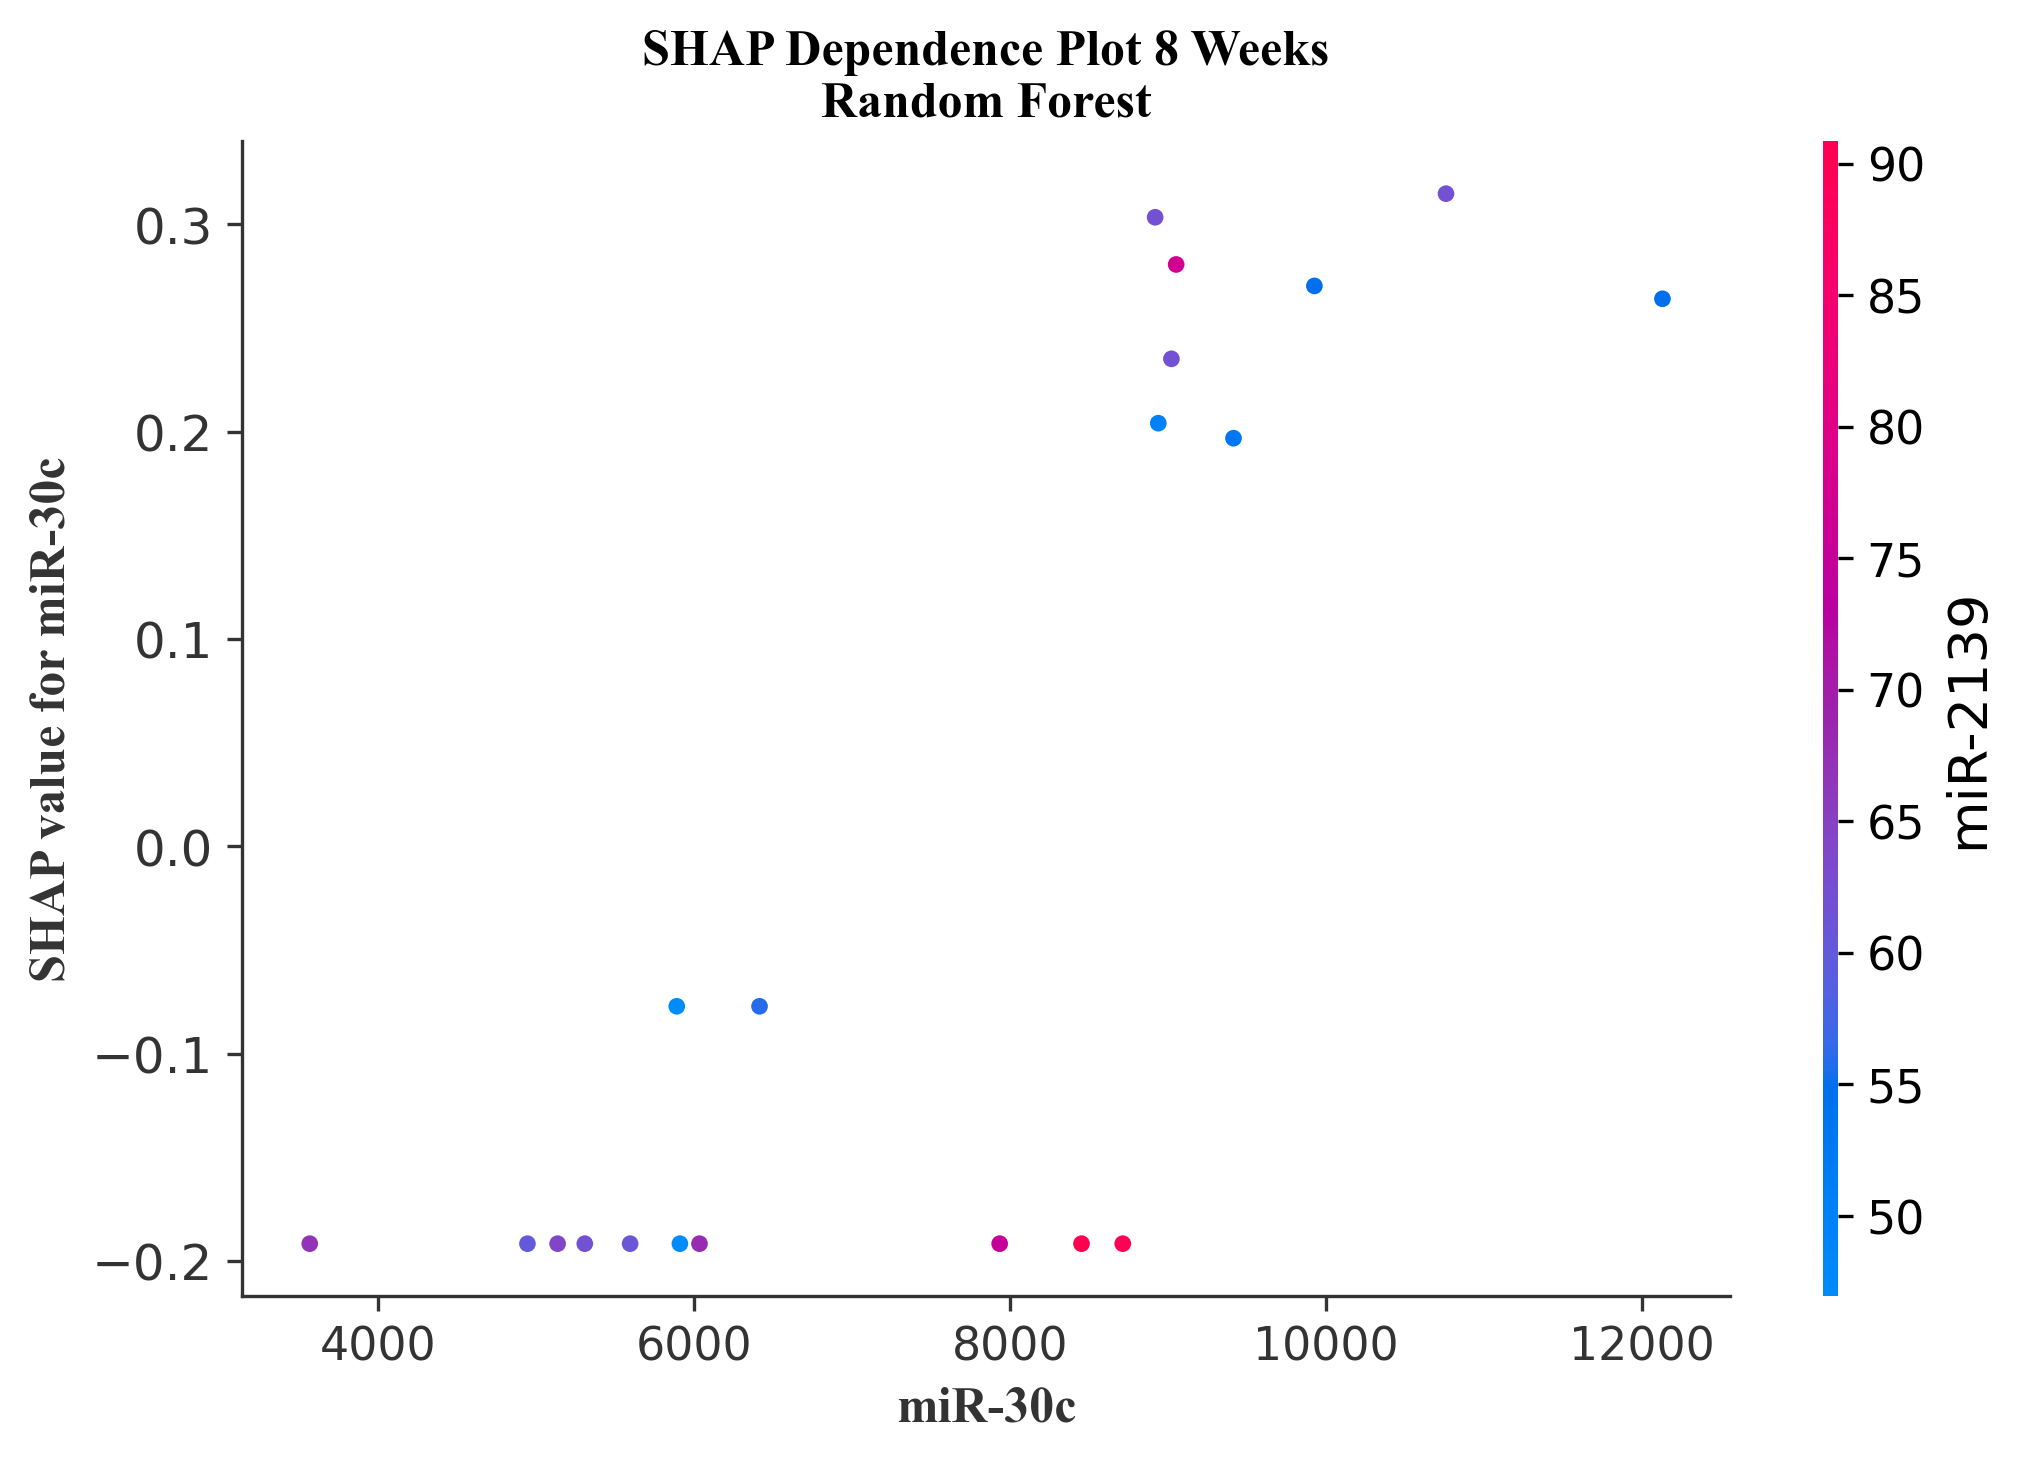 SHAP Dependence Plot 8 Weeks
Random Forest
SHAP value for miR-30c
0.3
0.2
0.1
0.0
−0.1
−0.2
4000 6000 8000 10000 12000
miR-30c
90
85
80
75
70
65
60
55
50
miR-2139